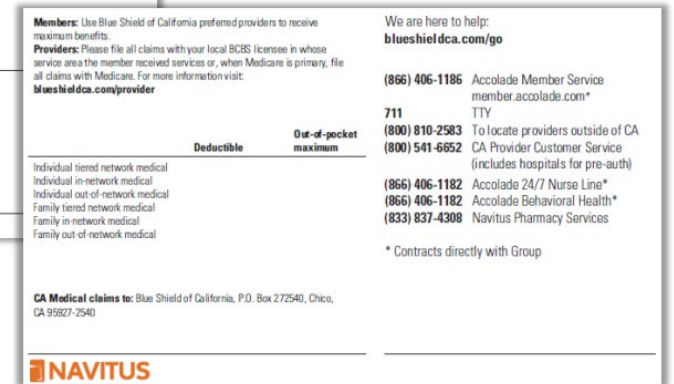 Members: Use Blue Shield of California preferred providers to receive
maximum benefits.
Providers: Please file all claims with your local BCBS licensee in whose
service area the member received services or, when Medicare is primary, file
all claims with Medicare. For more information visit:
blueshieldca.com/provider
Deductible Out-of-pocket maximum
Individual tiered network medical
Individual in-network medical
Individual out-of-network medical
Family tiered network medical
Family in-network medical
Family out-of-network medical
CA Medical claims to: Blue Shield of California, P.O. Box 272540, Chico,
CA 95927-2540
NAVITUS
We are here to help:
blueshieldca.com/go
(866) 406-1186 Accolade Member Service
member.accolade.com*
711 TTY
(800) 810-2583 To locate providers outside of CA
(800) 541-6652 CA Provider Customer Service
(includes hospitals for pre-auth)
(866) 406-1182 Accolade 24/7 Nurse Line*
(866) 406-1182 Accolade Behavioral Health*
(833) 837-4308 Navitus Pharmacy Services
* Contracts directly with Group